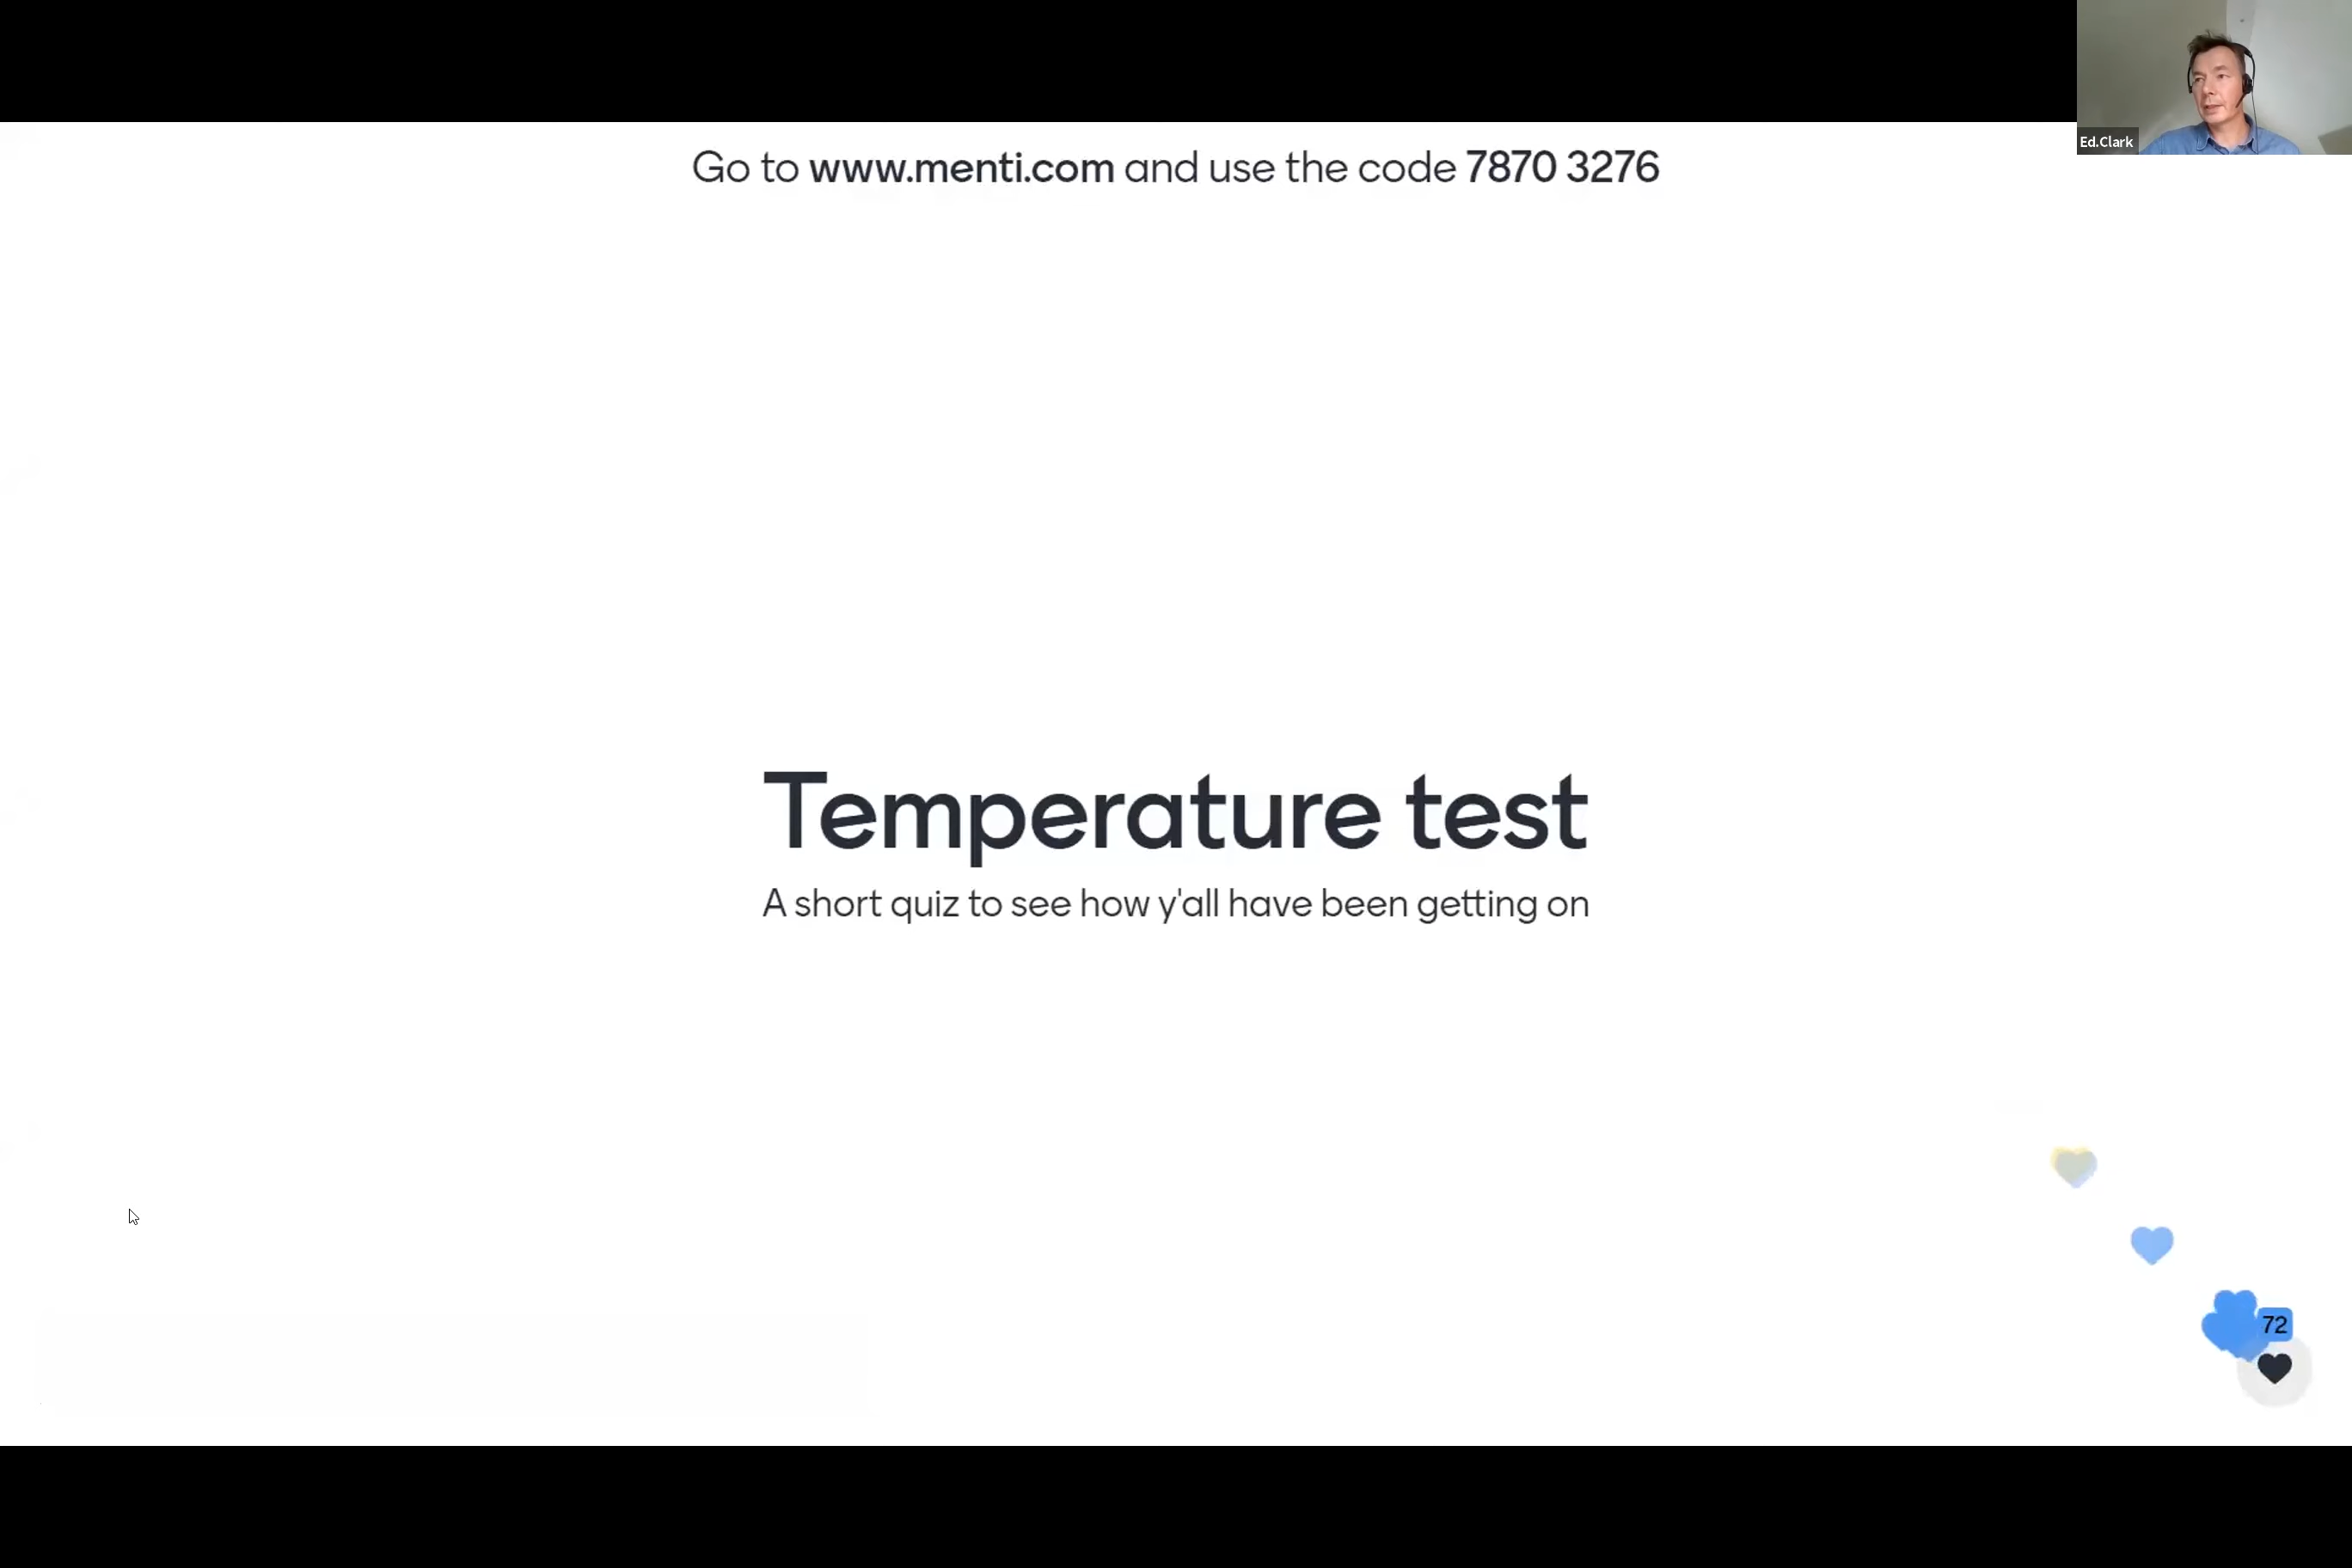 Ed.Clark
Go to www.menti.com and use the code 7870 3276
Temperature test
A short quiz to see how y'all have been getting on
72